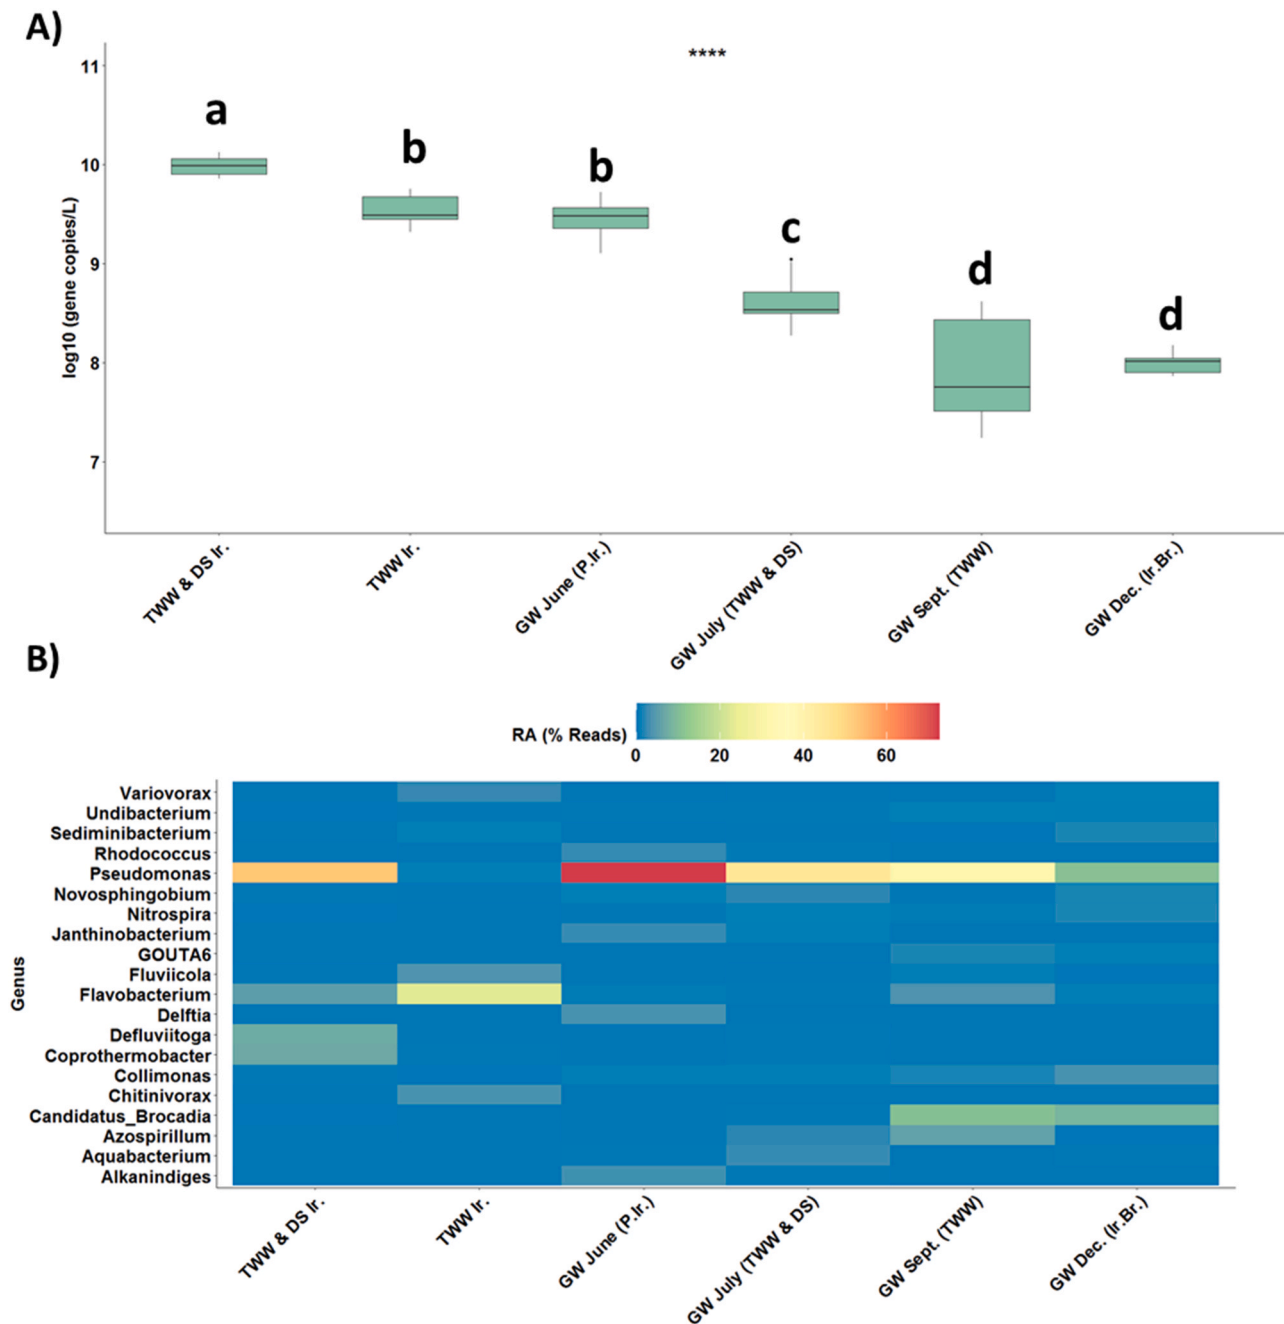 A)
****
11
10
9
8
7
log10 (gene copies/L)
a
b
b
c
d
d
TWW & DS Ir.
TWW Ir.
GW June (P.Ir.)
GW July (TWW & DS)
GW Sept. (TWW)
GW Dec. (Ir.Br.)
B)
RA (% Reads)
0 20 40 60
Genus
Variovorax
Undibacterium
Sediminibacterium
Rhodococcus
Pseudomonas
Novosphingobium
Nitrospira
Janthinobacterium
GOUTA6
Fluviicola
Flavobacterium
Delftia
Defluviitoga
Coprothermobacter
Collimonas
Chitinivorax
Candidatus_Brocadia
Azospirillum
Aquabacterium
Alkanindiges
TWW & DS Ir.
TWW Ir.
GW June (P.Ir.)
GW July (TWW & DS)
GW Sept. (TWW)
GW Dec. (Ir.Br.)